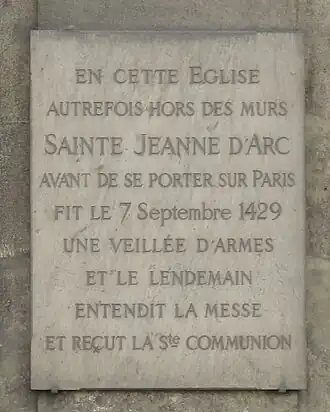 EN CETTE EGLISE
AUTREFOIS HORS DES MURS
SAINTE JEANNE D'ARC
AVANT DE SE PORTER SUR PARIS
FIT LE 7 Septembre 1429
UNE VEILLÉE D'ARMES
ET LE LENDEMAIN
ENTENDIT LA MESSE
ET REÇUT LA Ste COMMUNION